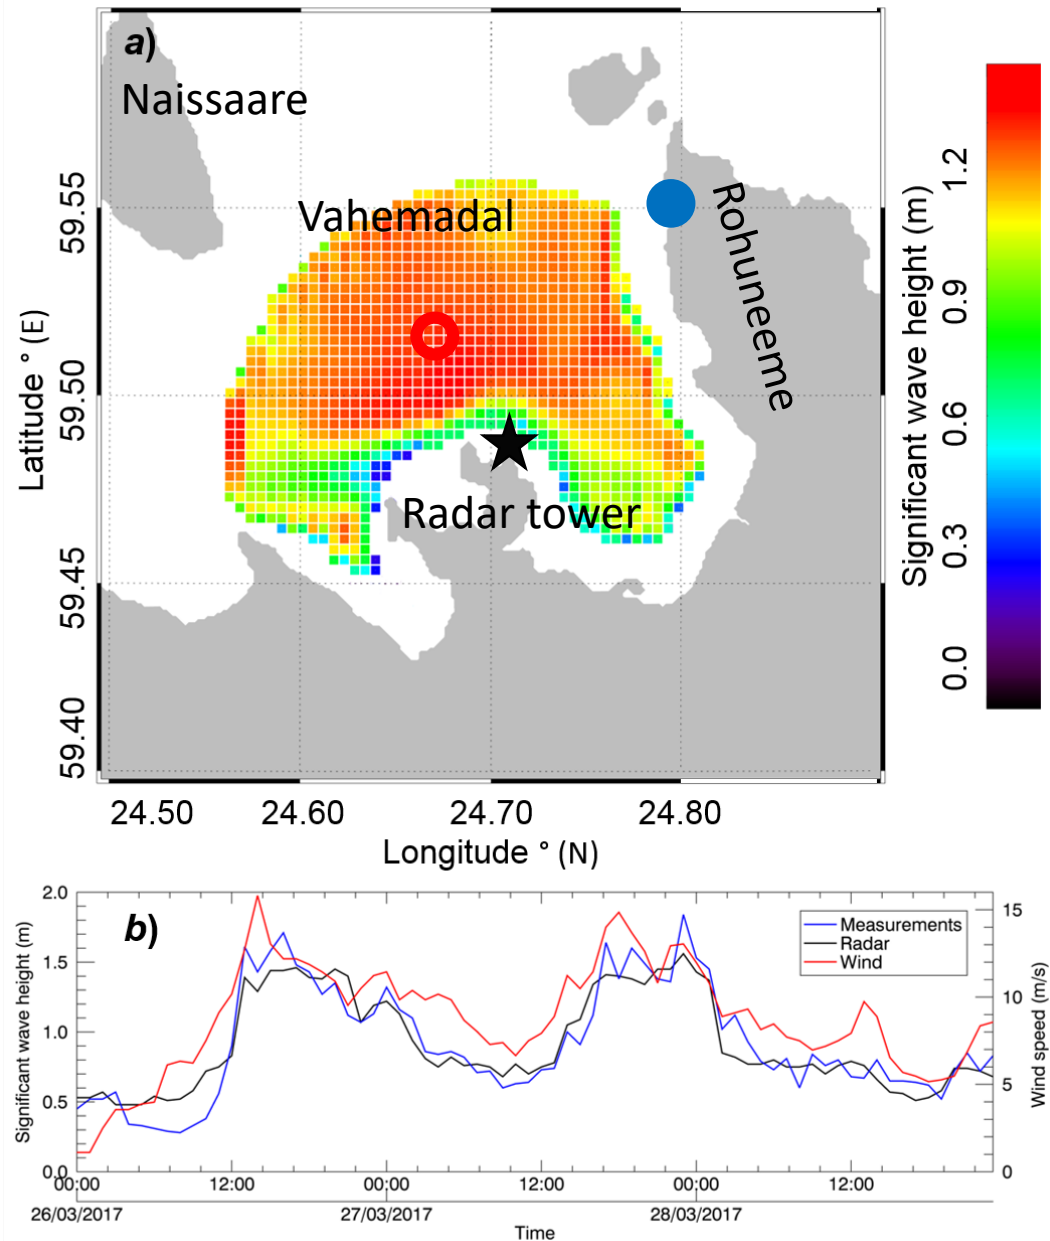 a)
Naissaare
Vahemadal
Rohuneeme
Radar tower
59.55
59.50
59.45
59.40
Latitude ° (E)
24.50 24.60 24.70 24.80
Longitude ° (N)
1.2
0.9
0.6
0.3
0.0
Significant wave height (m)
b)
Measurements
Radar
Wind
2.0
1.5
1.0
0.5
0.0
Significant wave height (m)
15
10
5
0
Wind speed (m/s)
00:00 12:00 00:00 12:00 00:00 12:00
26/03/2017 27/03/2017 28/03/2017
Time